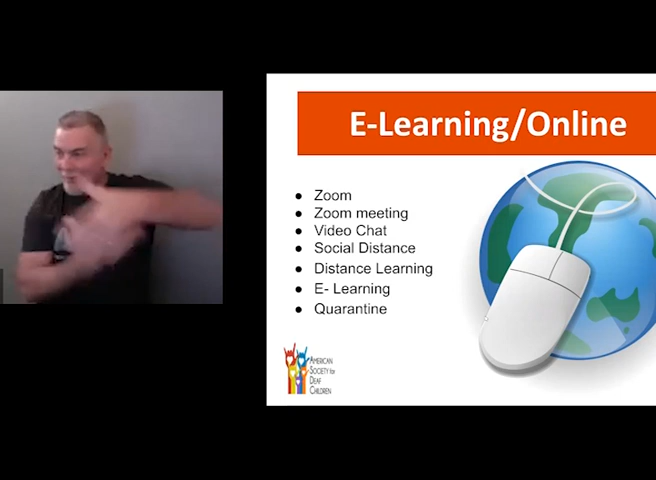 E-Learning/Online
● Zoom
● Zoom meeting
● Video Chat
● Social Distance
● Distance Learning
● E- Learning
● Quarantine
AMERICAN
SOCIETY for
DEAF
CHILDREN